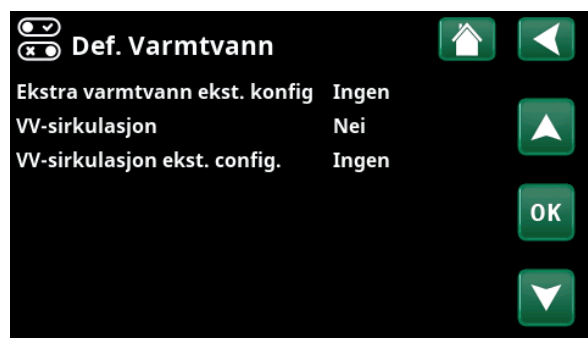 Def. Varmtvann
Ekstra varmtvann ekst. konfig Ingen
VV-sirkulasjon Nei
VV-sirkulasjon ekst. config. Ingen
OK